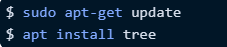 $ sudo apt-get update
$ apt install tree